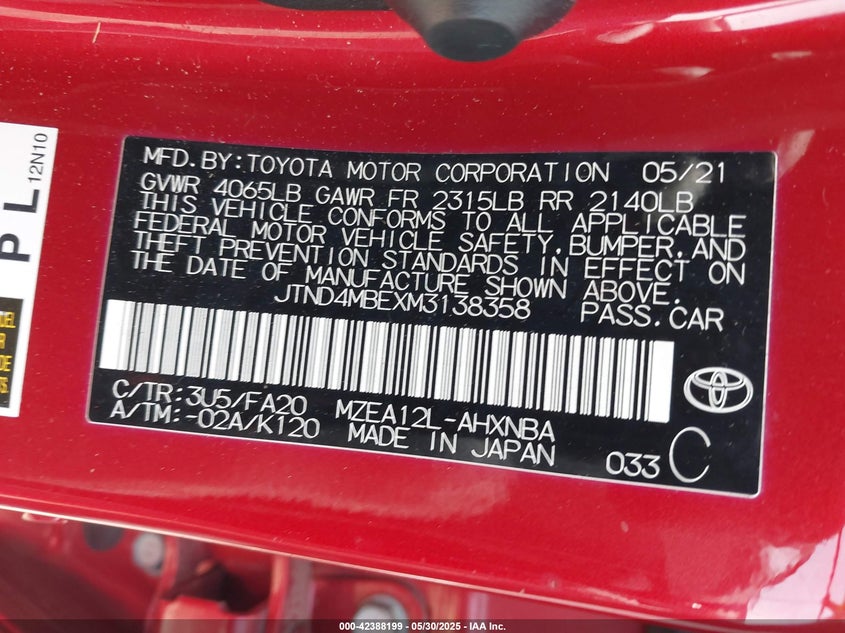 12N10
P L
DEL
R
DE
TS.
MFD.BY:TOYOTA MOTOR CORPORATION 05/21
GVWR 4065LB GAWR FR 2315LB RR 2140LB
THIS VEHICLE CONFORMS TO ALL APPLICABLE
FEDERAL MOTOR VEHICLE SAFETY,BUMPER,AND
THEFT PREVENTION STANDARDS IN EFFECT ON
THE DATE OF MANUFACTURE SHOWN ABOVE.
JTND4MBEXM3138358 PASS.CAR
C/TR:3U5/FA20 MZEA12L-AHXNBA
A/TM:-02A/K120 MADE IN JAPAN
033 C
000-42388199 — 05/30/2025 — IAA Inc.